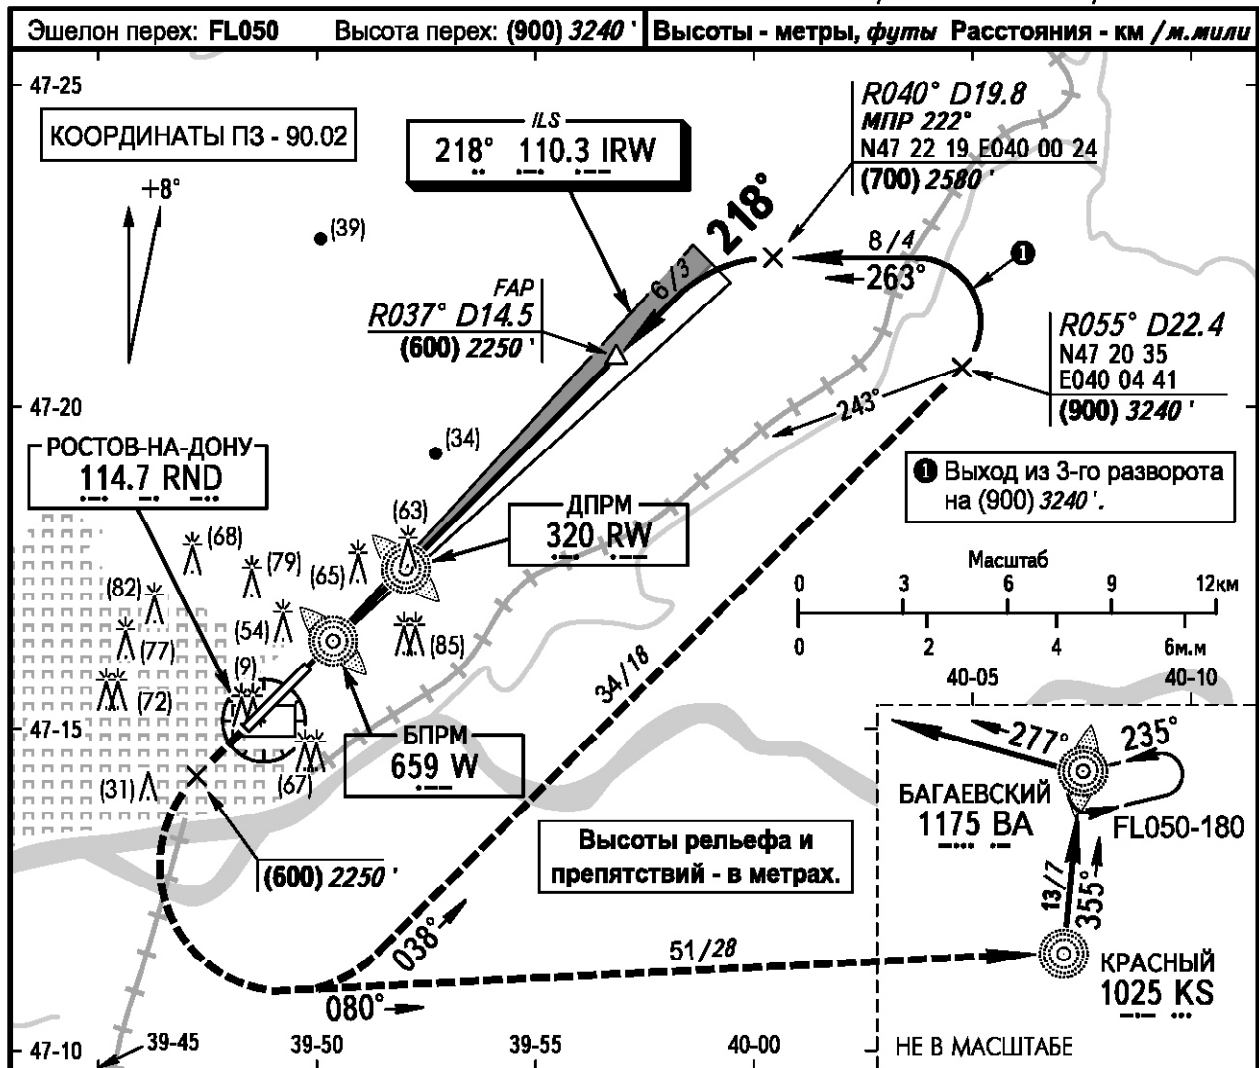 Эшелон перех: FL050 Высота перех: (900) 3240 ' Высоты - метры, футы Расстояния - км / м.мили
47-25
КООРДИНАТЫ ПЗ - 90.02
+8°
(39)
ILS
218° 110.3 IRW
218°
R040° D19.8
МПР 222°
N47 22 19 E040 00 24
(700) 2580 '
8/4
263°
1
6/3
FAP
R037° D14.5
(600) 2250 '
R055° D22.4
N47 20 35
E040 04 41
(900) 3240 '
47-20
243°
(34)
РОСТОВ-НА-ДОНУ
114.7 RND
1 Выход из 3-го разворота
на (900) 3240 '.
(63)
ДПРМ
320 RW
(68)
(79)
(65)
(82)
(54)
(77)
(85)
(9)
(72)
Масштаб
0 3 6 9 12км
0 2 4 6м.м
40-05 40-10
34/18
47-15
БПРМ
659 W
(67)
(31)
(600) 2250 '
Высоты рельефа и
препятствий - в метрах.
277°
235°
БАГАЕВСКИЙ
1175 BA
FL050-180
13/7
355°
038°
51/28
080°
КРАСНЫЙ
1025 KS
47-10
39-45 39-50 39-55 40-00
НЕ В МАСШТАБЕ